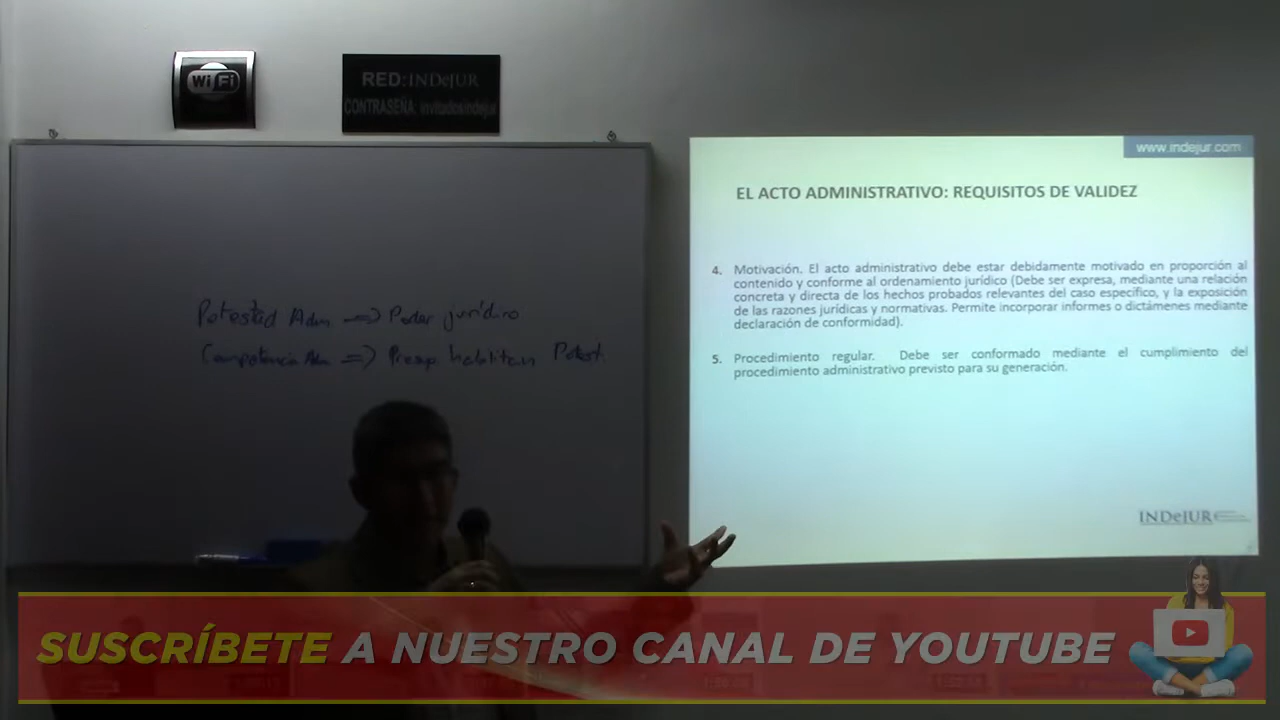 WiFi
RED:INDeJUR
CONTRASEÑA: invitadosindejur
www.indejur.com
EL ACTO ADMINISTRATIVO: REQUISITOS DE VALIDEZ
4. Motivación. El acto administrativo debe estar debidamente motivado en proporción al
contenido y conforme al ordenamiento jurídico (Debe ser expresa, mediante una relación
concreta y directa de los hechos probados relevantes del caso específico, y la exposición
de las razones jurídicas y normativas. Permite incorporar informes o dictámenes mediante
declaración de conformidad).
5. Procedimiento regular. Debe ser conformado mediante el cumplimiento del
procedimiento administrativo previsto para su generación.
Potestad Adm => Poder jurídico
Competencia Adm => Presup habilitan Potest.
INDeJUR
SUSCRÍBETE A NUESTRO CANAL DE YOUTUBE